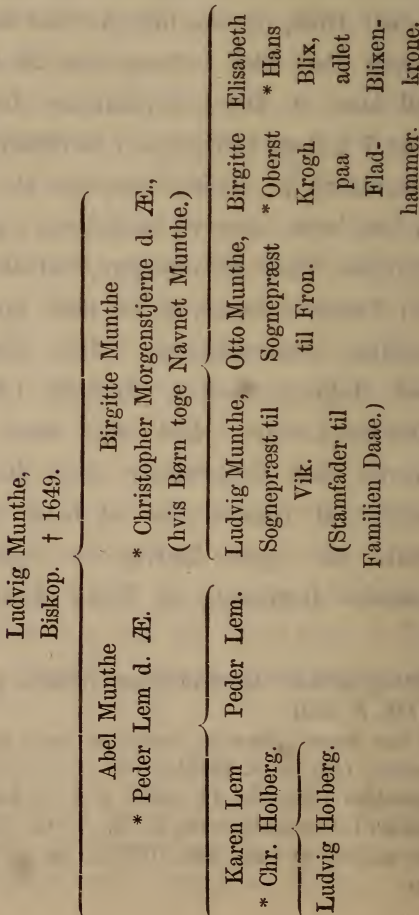 Ludvig Munthe,
Biskop. † 1649.
Abel Munthe
* Peder Lem d. Æ.
Birgitte Munthe
* Christopher Morgenstjerne d. Æ.,
(hvis Børn toge Navnet Munthe.)
Karen Lem
* Chr. Holberg.
Peder Lem.
Ludvig Munthe,
Sognepræst til
Vik.
(Stamfader til
Familien Daae.)
Otto Munthe,
Sognepræst
til Fron.
Birgitte
* Oberst
Krogh
paa
Flad-
hammer.
Elisabeth
* Hans
Blix,
adlet
Blixen-
krone.
Ludvig Holberg.